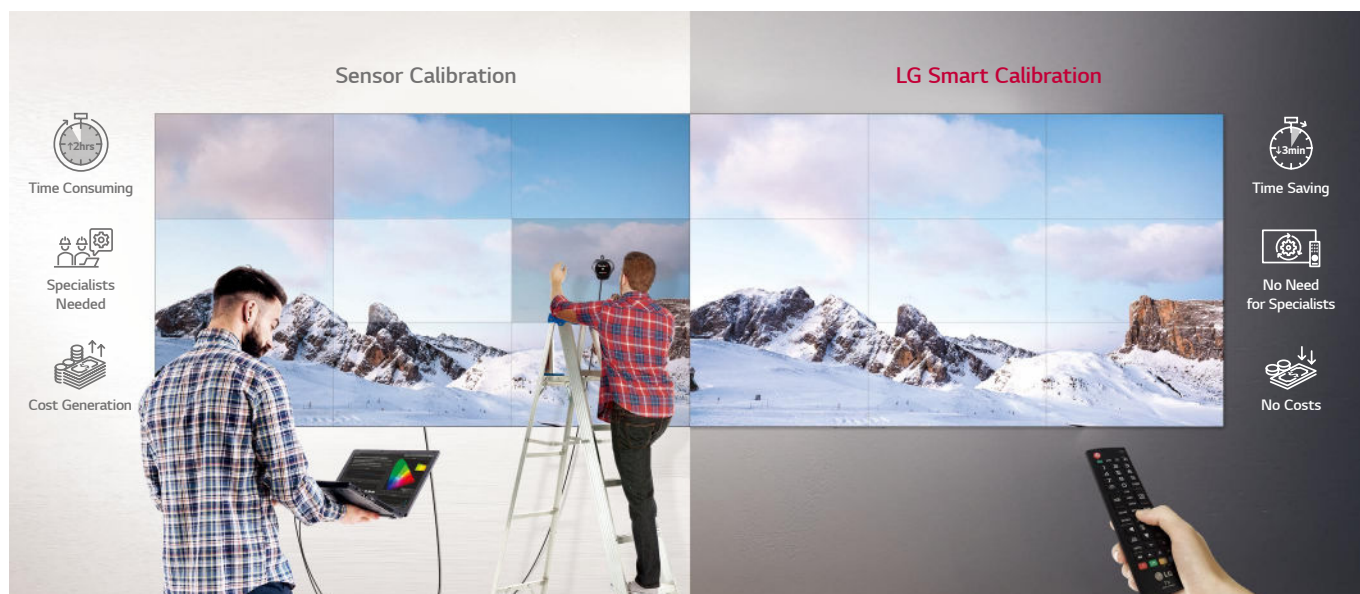 Sensor Calibration
LG Smart Calibration
↑2hrs
Time Consuming
Specialists
Needed
Cost Generation
↓3min
Time Saving
No Need
for Specialists
No Costs
LG